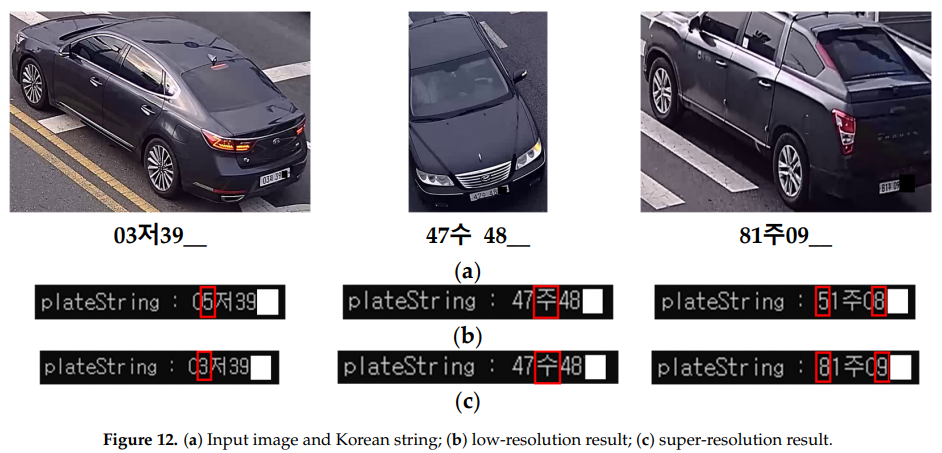 03저39__
47수 48__
81주09__
(a)
plateString : 05저39
plateString : 47주48
plateString : 51주08
(b)
plateString : 03저39
plateString : 47수48
plateString : 81주09
(c)
Figure 12. (a) Input image and Korean string; (b) low-resolution result; (c) super-resolution result.